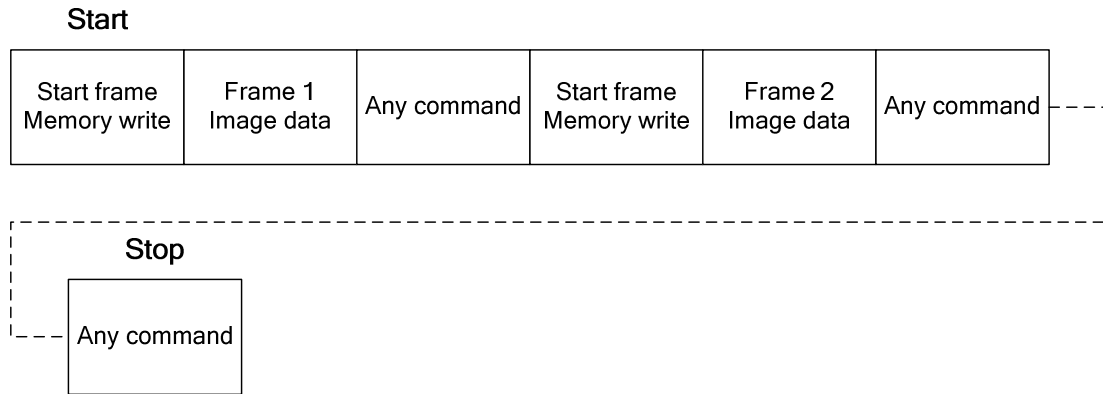 Start
Start frame
Memory write
Frame 1
Image data
Any command
Start frame
Memory write
Frame 2
Image data
Any command
Stop
Any command